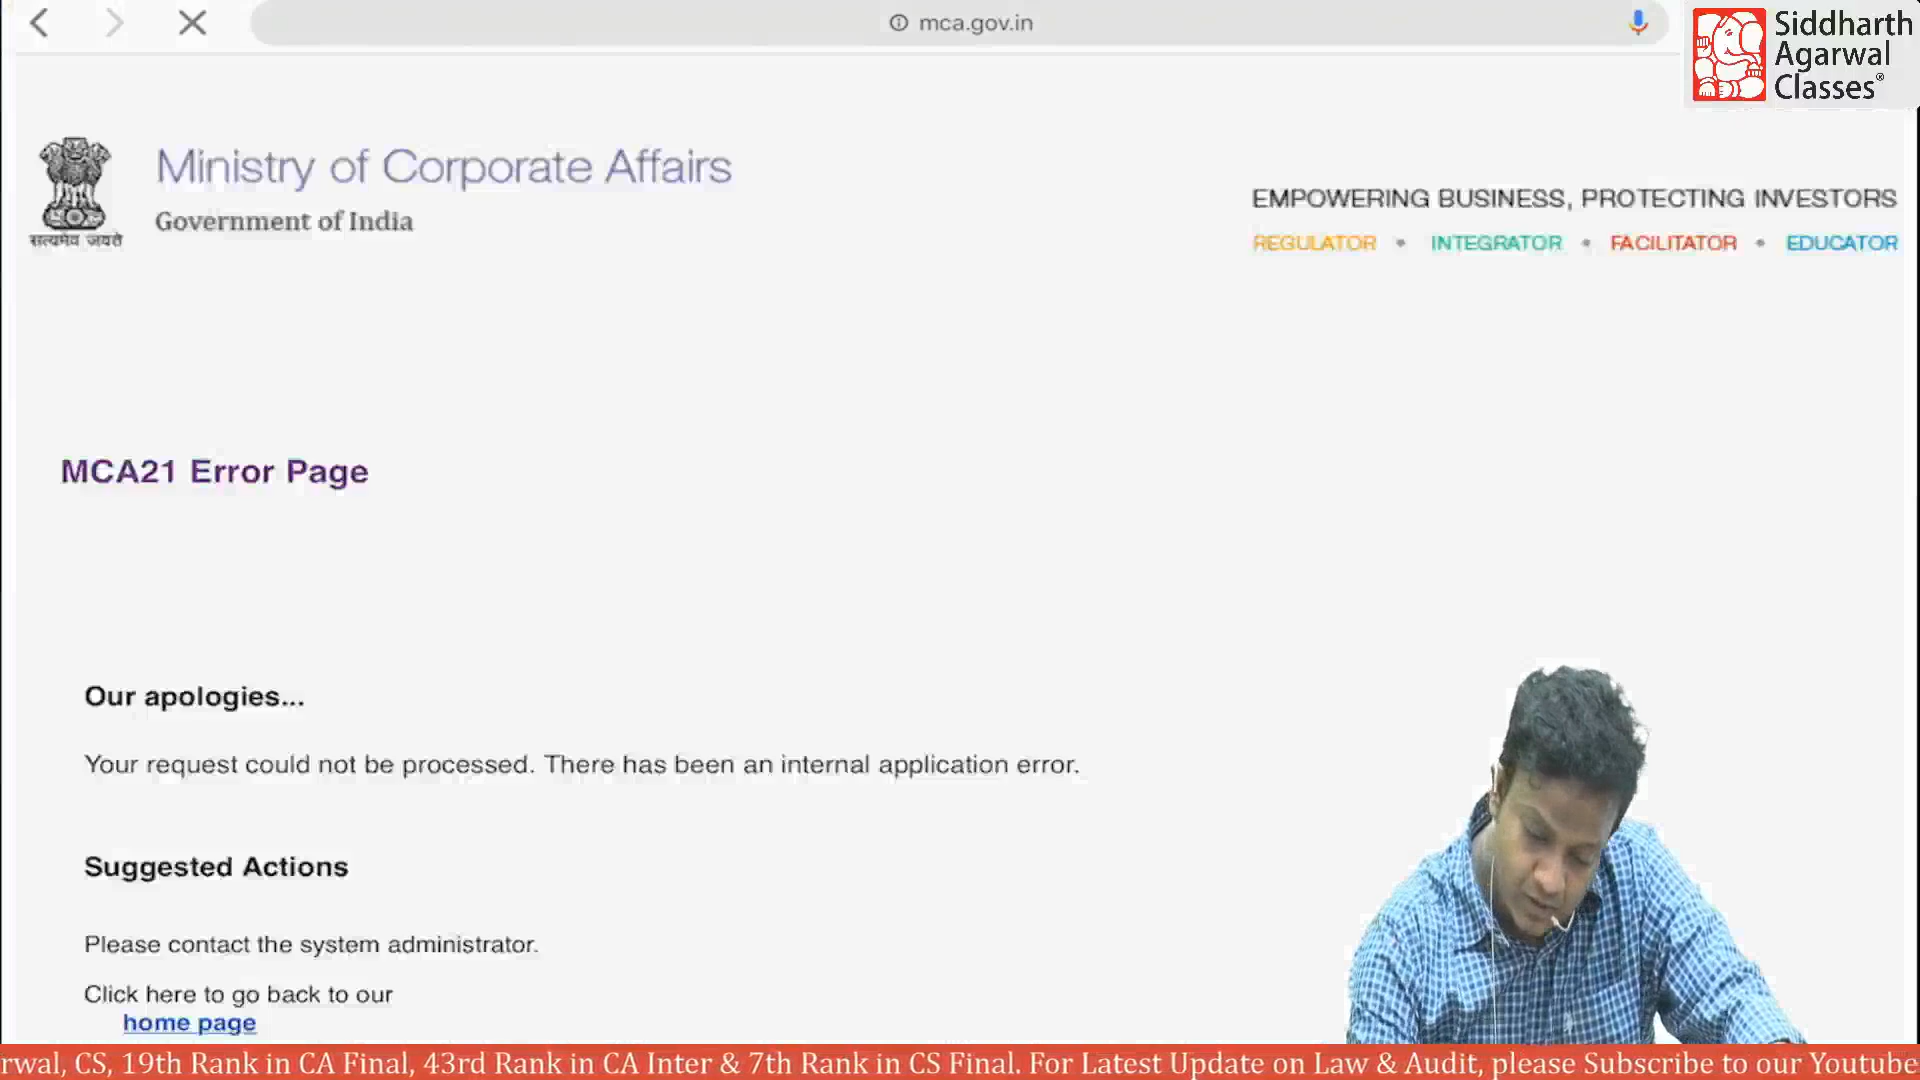 mca.gov.in
Siddharth
Agarwal
Classes®
Ministry of Corporate Affairs
Government of India
सत्यमेव जयते
EMPOWERING BUSINESS, PROTECTING INVESTORS
REGULATOR • INTEGRATOR • FACILITATOR • EDUCATOR
MCA21 Error Page
Our apologies...
Your request could not be processed. There has been an internal application error.
Suggested Actions
Please contact the system administrator.
Click here to go back to our
home page
rwal, CS, 19th Rank in CA Final, 43rd Rank in CA Inter & 7th Rank in CS Final. For Latest Update on Law & Audit, please Subscribe to our Youtube